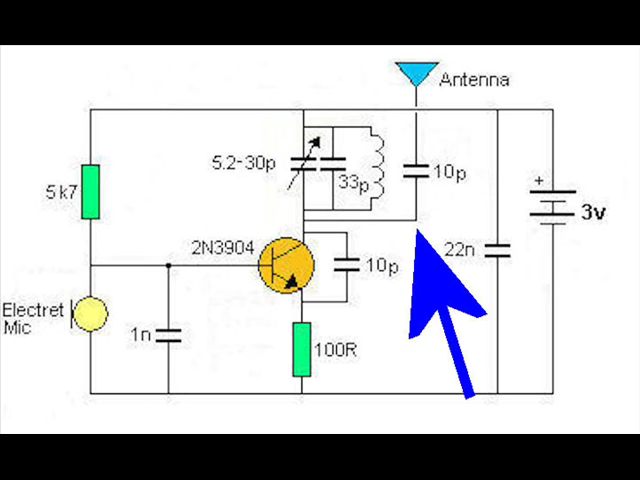 Antenna
5.2-30p
33p
10p
5k7
+
3v
2N3904
22n
10p
Electret
Mic
1n
100R